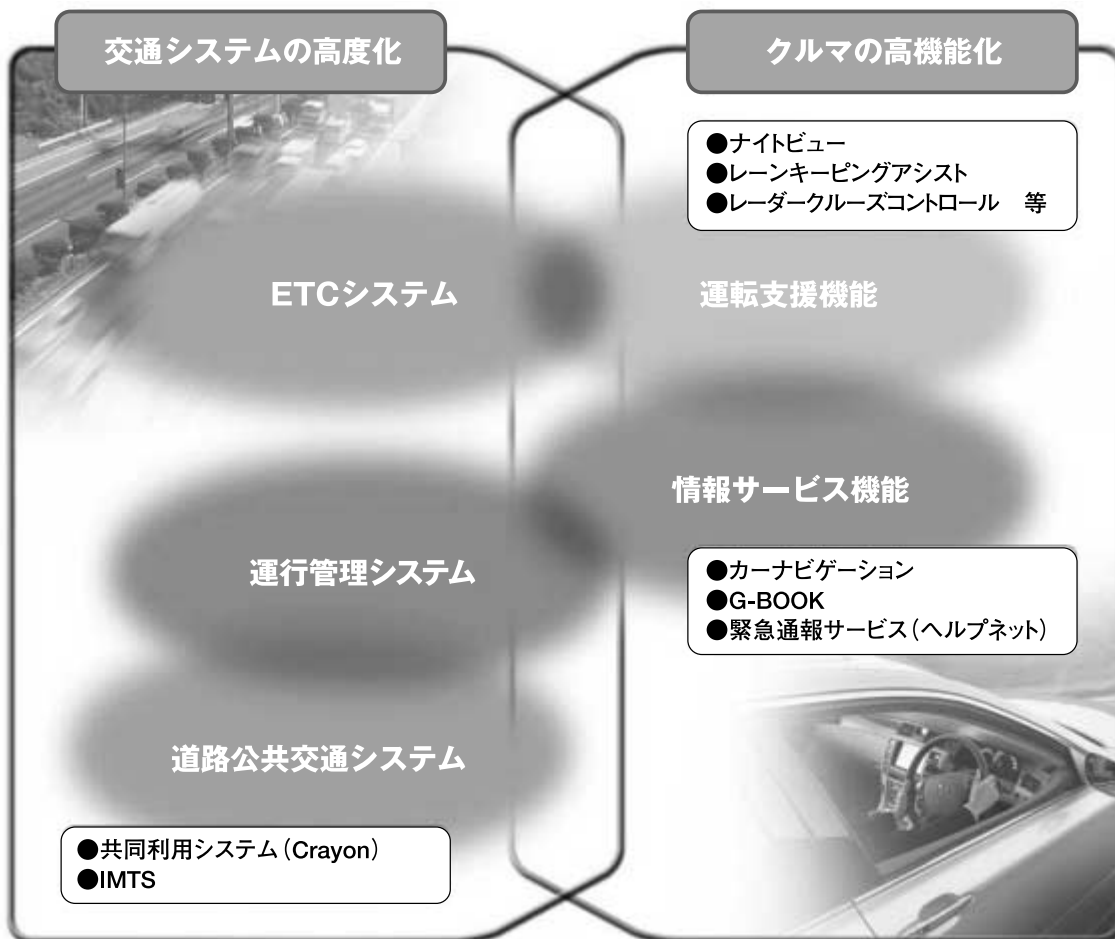 交通システムの高度化
クルマの高機能化
●ナイトビュー
●レーンキーピングアシスト
●レーダークルーズコントロール　等
ETCシステム
運転支援機能
情報サービス機能
運行管理システム
●カーナビゲーション
●G-BOOK
●緊急通報サービス（ヘルプネット）
道路公共交通システム
●共同利用システム（Crayon）
●IMTS